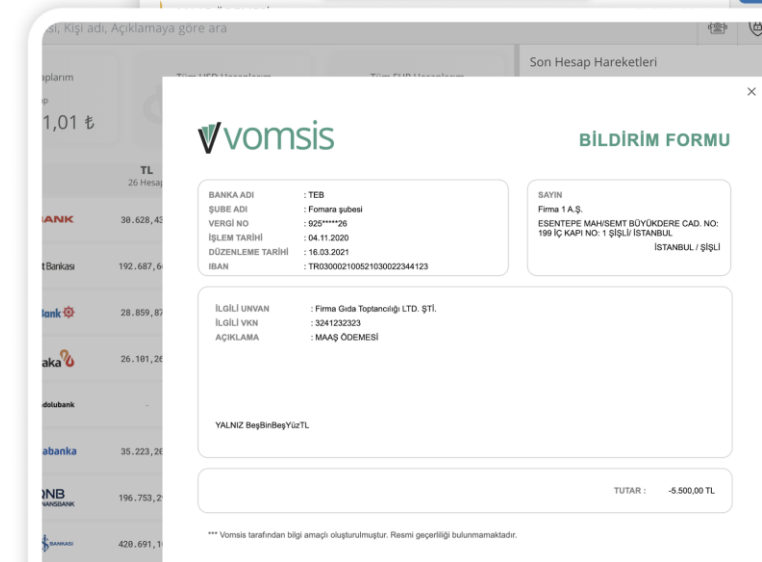 Kişi adı, Açıklamaya göre ara
Son Hesap Hareketleri
1,01 ₺
TL
26 Hesap
ANK
30.628,43
Bankası
192.687,6
Bank
28.859,87
aka
26.101,26
dolubank
-
abanka
35.223,26
QNB
NANSBANK
196.753,2
BANKASI
420.691,1
vomsis
BİLDİRİM FORMU
BANKA ADI : TEB
ŞUBE ADI : Fomara şubesi
VERGİ NO : 925*****26
İŞLEM TARİHİ : 04.11.2020
DÜZENLEME TARİHİ : 16.03.2021
IBAN : TR030002100521030022344123
SAYIN
Firma 1 A.Ş.
ESENTEPE MAH/SEMT BÜYÜKDERE CAD. NO:
199 İÇ KAPI NO: 1 ŞİŞLİ/ İSTANBUL
İSTANBUL / ŞİŞLİ
İLGİLİ UNVAN : Firma Gıda Toptancılığı LTD. ŞTİ.
İLGİLİ VKN : 3241232323
AÇIKLAMA : MAAŞ ÖDEMESİ
YALNIZ BeşBinBeşYüzTL
TUTAR : -5.500,00 TL
*** Vomsis tarafından bilgi amaçlı oluşturulmuştur. Resmi geçerliliği bulunmamaktadır.